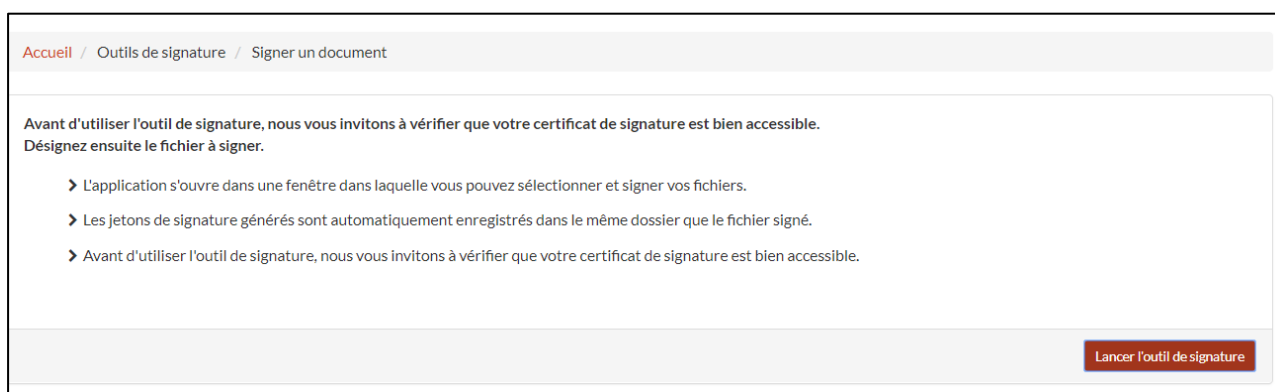 Accueil / Outils de signature / Signer un document
Avant d'utiliser l'outil de signature, nous vous invitons à vérifier que votre certificat de signature est bien accessible.
Désignez ensuite le fichier à signer.
L'application s'ouvre dans une fenêtre dans laquelle vous pouvez sélectionner et signer vos fichiers.
Les jetons de signature générés sont automatiquement enregistrés dans le même dossier que le fichier signé.
Avant d'utiliser l'outil de signature, nous vous invitons à vérifier que votre certificat de signature est bien accessible.
Lancer l'outil de signature